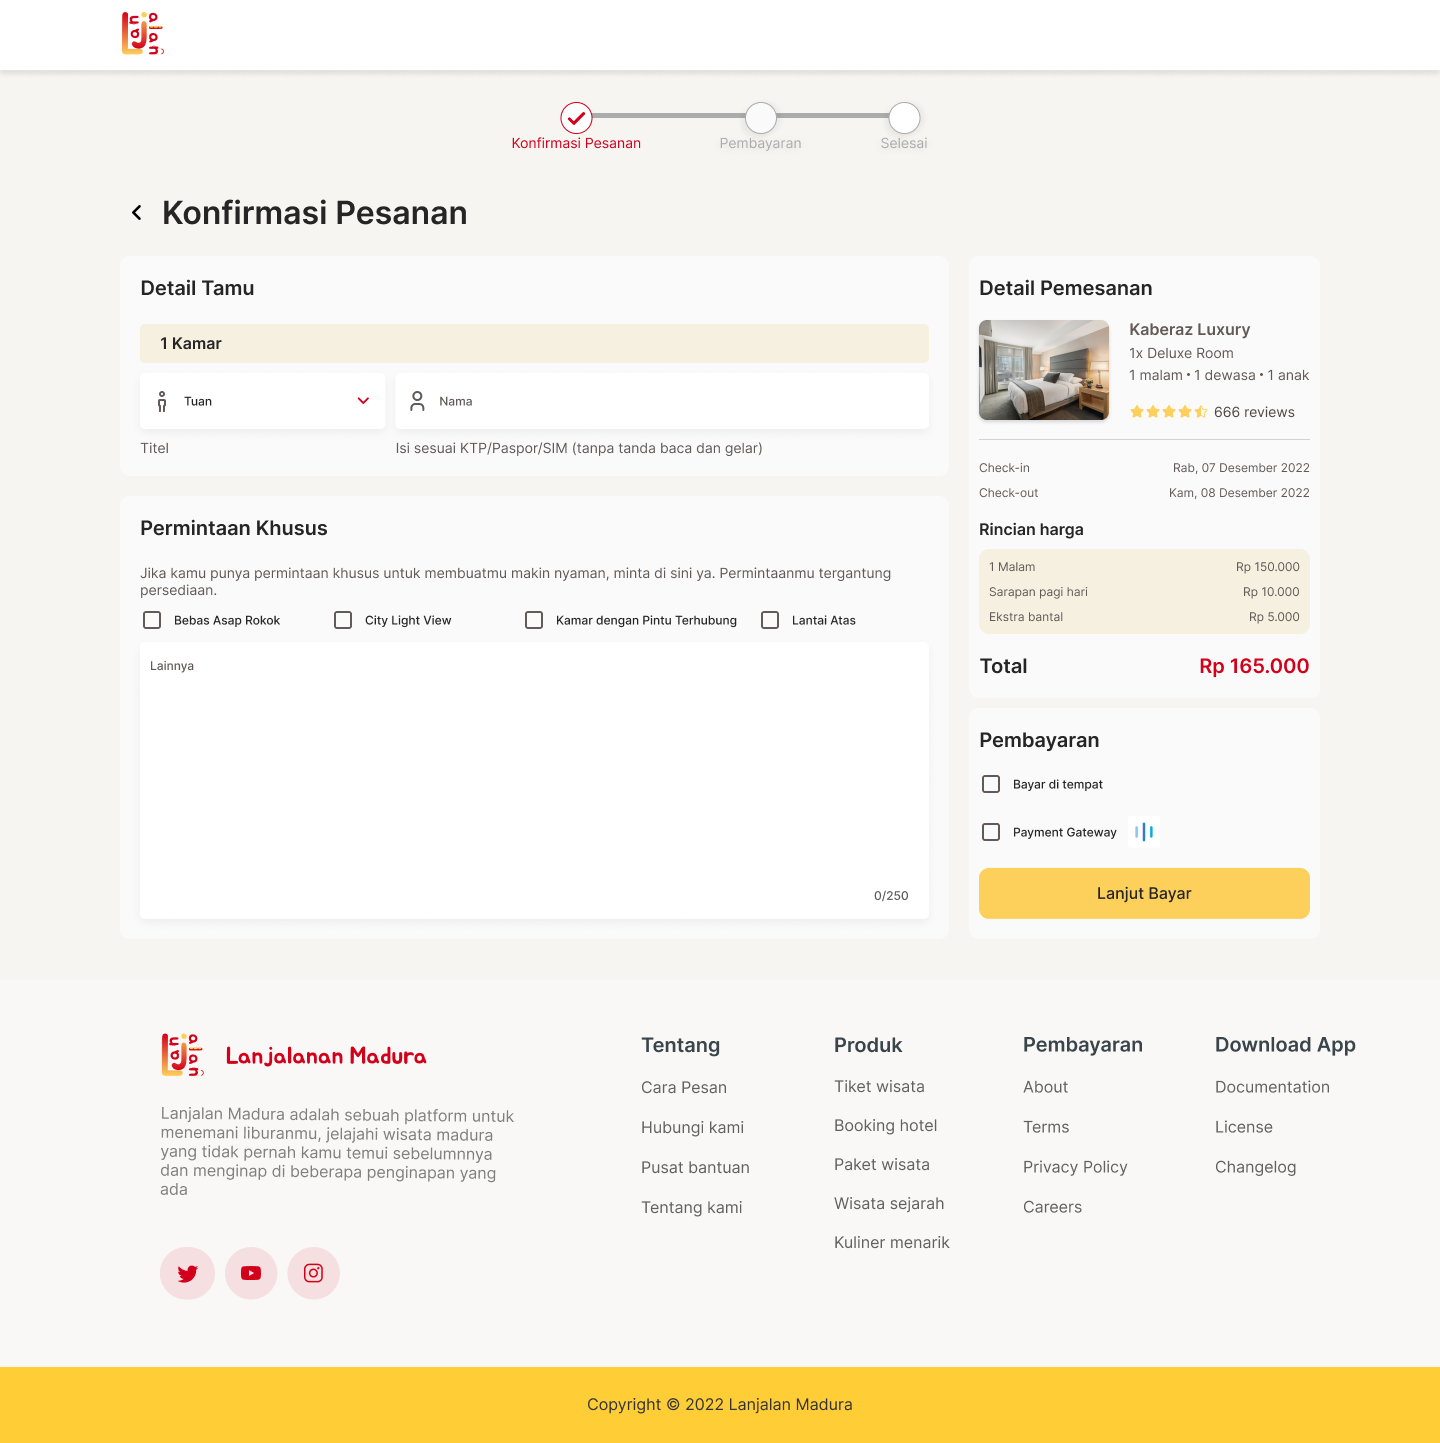 Lanjalan
Konfirmasi Pesanan
Pembayaran
Selesai
Konfirmasi Pesanan
Detail Tamu
1 Kamar
Tuan
Nama
Titel
Isi sesuai KTP/Paspor/SIM (tanpa tanda baca dan gelar)
Permintaan Khusus
Jika kamu punya permintaan khusus untuk membuatmu makin nyaman, minta di sini ya. Permintaanmu tergantung
persediaan.
Bebas Asap Rokok
City Light View
Kamar dengan Pintu Terhubung
Lantai Atas
Lainnya
0/250
Detail Pemesanan
Kaberaz Luxury
1x Deluxe Room
1 malam • 1 dewasa • 1 anak
666 reviews
Check-in Rab, 07 Desember 2022
Check-out Kam, 08 Desember 2022
Rincian harga
1 Malam Rp 150.000
Sarapan pagi hari Rp 10.000
Ekstra bantal Rp 5.000
Total Rp 165.000
Pembayaran
Bayar di tempat
Payment Gateway
Lanjut Bayar
Lanjalan
Lanjalanan Madura
Lanjalan Madura adalah sebuah platform untuk
menemani liburanmu, jelajahi wisata madura
yang tidak pernah kamu temui sebelumnnya
dan menginap di beberapa penginapan yang
ada
Tentang
Cara Pesan
Hubungi kami
Pusat bantuan
Tentang kami
Produk
Tiket wisata
Booking hotel
Paket wisata
Wisata sejarah
Kuliner menarik
Pembayaran
About
Terms
Privacy Policy
Careers
Download App
Documentation
License
Changelog
Copyright © 2022 Lanjalan Madura